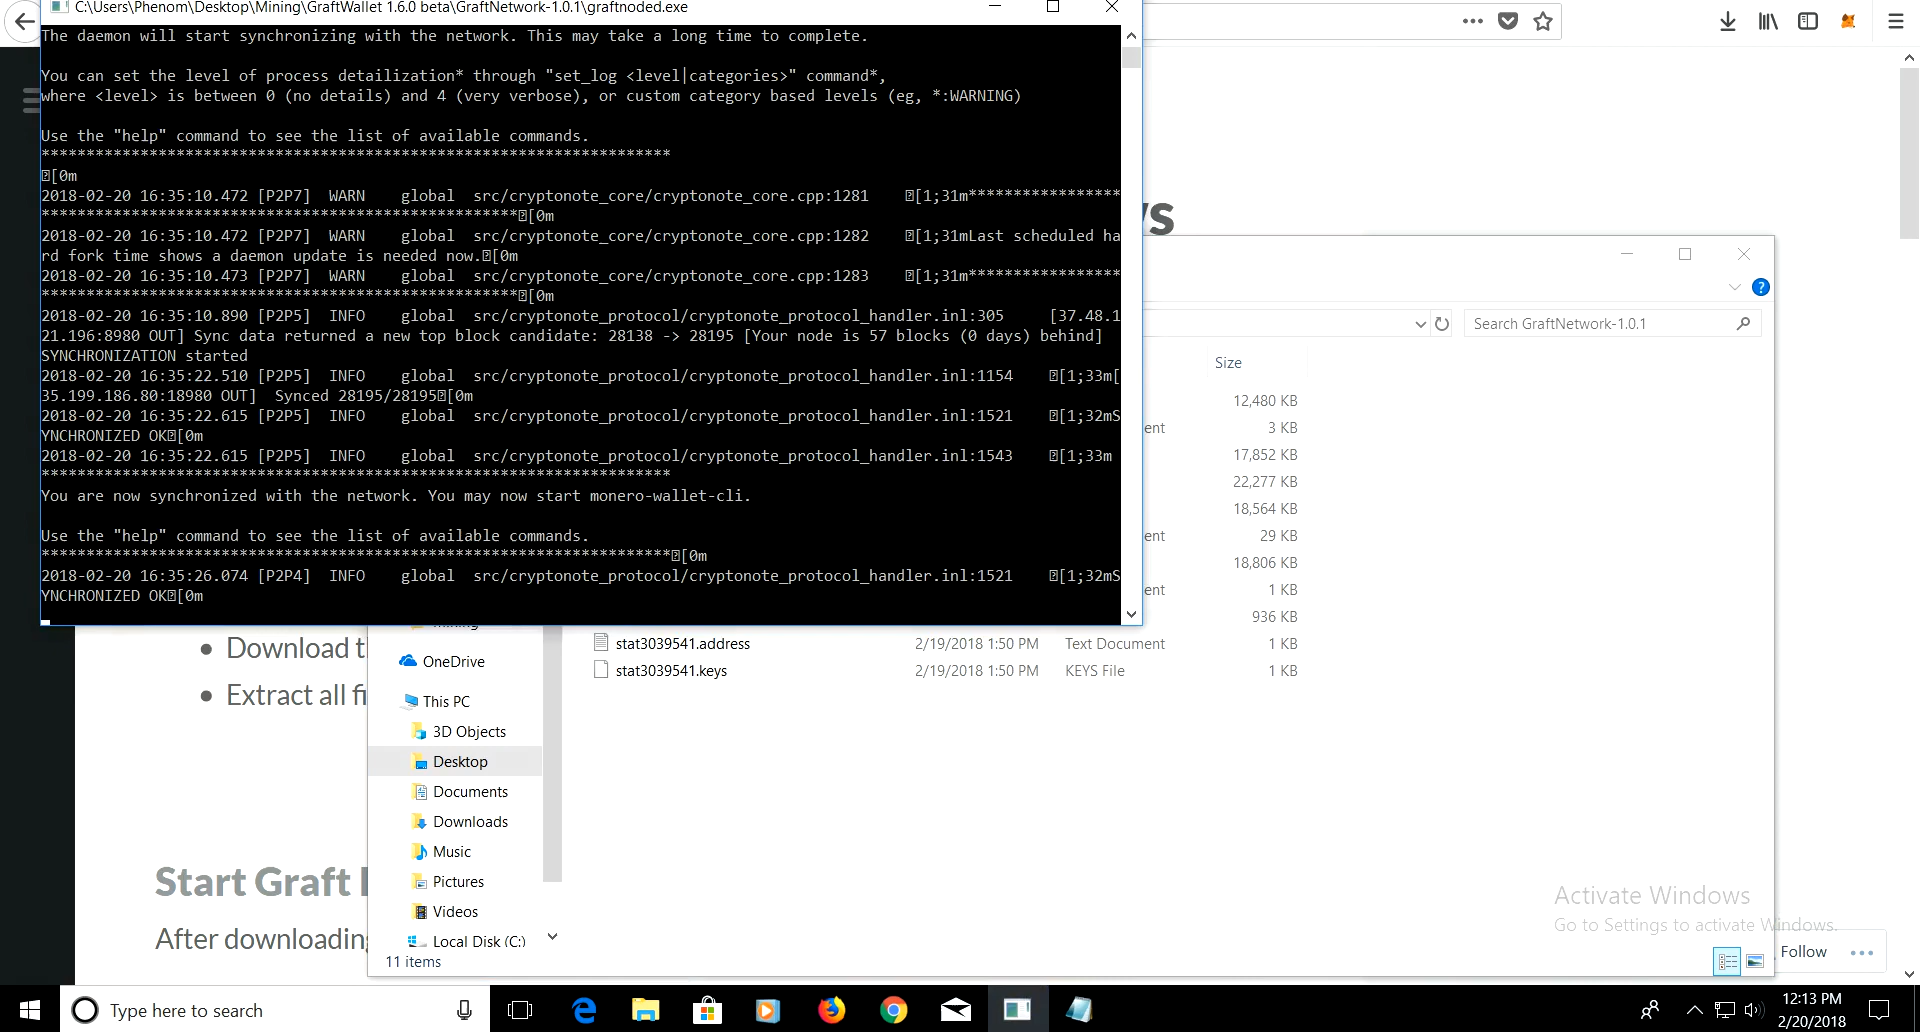 C:\Users\Phenom\Desktop\Mining\GraftWallet 1.6.0 beta\GraftNetwork-1.0.1\graftnoded.exe
The daemon will start synchronizing with the network. This may take a long time to complete.
You can set the level of process detailization* through "set_log <level|categories>" command*,
where <level> is between 0 (no details) and 4 (very verbose), or custom category based levels (eg, *:WARNING)
Use the "help" command to see the list of available commands.
**********************************************************************
[0m
2018-02-20 16:35:10.472 [P2P7]  WARN    global  src/cryptonote_core/cryptonote_core.cpp:1281    [1;31m*****************
*****************************************************[0m
2018-02-20 16:35:10.472 [P2P7]  WARN    global  src/cryptonote_core/cryptonote_core.cpp:1282    [1;31mLast scheduled ha
rd fork time shows a daemon update is needed now.[0m
2018-02-20 16:35:10.473 [P2P7]  WARN    global  src/cryptonote_core/cryptonote_core.cpp:1283    [1;31m*****************
*****************************************************[0m
2018-02-20 16:35:10.890 [P2P5]  INFO    global  src/cryptonote_protocol/cryptonote_protocol_handler.inl:305     [37.48.1
21.196:8980 OUT] Sync data returned a new top block candidate: 28138 -> 28195 [Your node is 57 blocks (0 days) behind]
SYNCHRONIZATION started
2018-02-20 16:35:22.510 [P2P5]  INFO    global  src/cryptonote_protocol/cryptonote_protocol_handler.inl:1154    [1;33m[
35.199.186.80:18980 OUT]  Synced 28195/28195[0m
2018-02-20 16:35:22.615 [P2P5]  INFO    global  src/cryptonote_protocol/cryptonote_protocol_handler.inl:1521    [1;32mS
YNCHRONIZED OK[0m
2018-02-20 16:35:22.615 [P2P5]  INFO    global  src/cryptonote_protocol/cryptonote_protocol_handler.inl:1543    [1;33m
**********************************************************************
You are now synchronized with the network. You may now start monero-wallet-cli.
Use the "help" command to see the list of available commands.
**********************************************************************[0m
2018-02-20 16:35:26.074 [P2P4]  INFO    global  src/cryptonote_protocol/cryptonote_protocol_handler.inl:1521    [1;32mS
YNCHRONIZED OK[0m
Search GraftNetwork-1.0.1
Size
12,480 KB
ent 3 KB
17,852 KB
22,277 KB
18,564 KB
ent 29 KB
18,806 KB
ent 1 KB
936 KB
stat3039541.address 2/19/2018 1:50 PM Text Document 1 KB
stat3039541.keys 2/19/2018 1:50 PM KEYS File 1 KB
OneDrive
This PC
3D Objects
Desktop
Documents
Downloads
Music
Pictures
Videos
Local Disk (C:)
11 items
Download t
Extract all fi
Start Graft
After downloading
Activate Windows
Go to Settings to activate Windows.
Follow
Type here to search
12:13 PM
2/20/2018